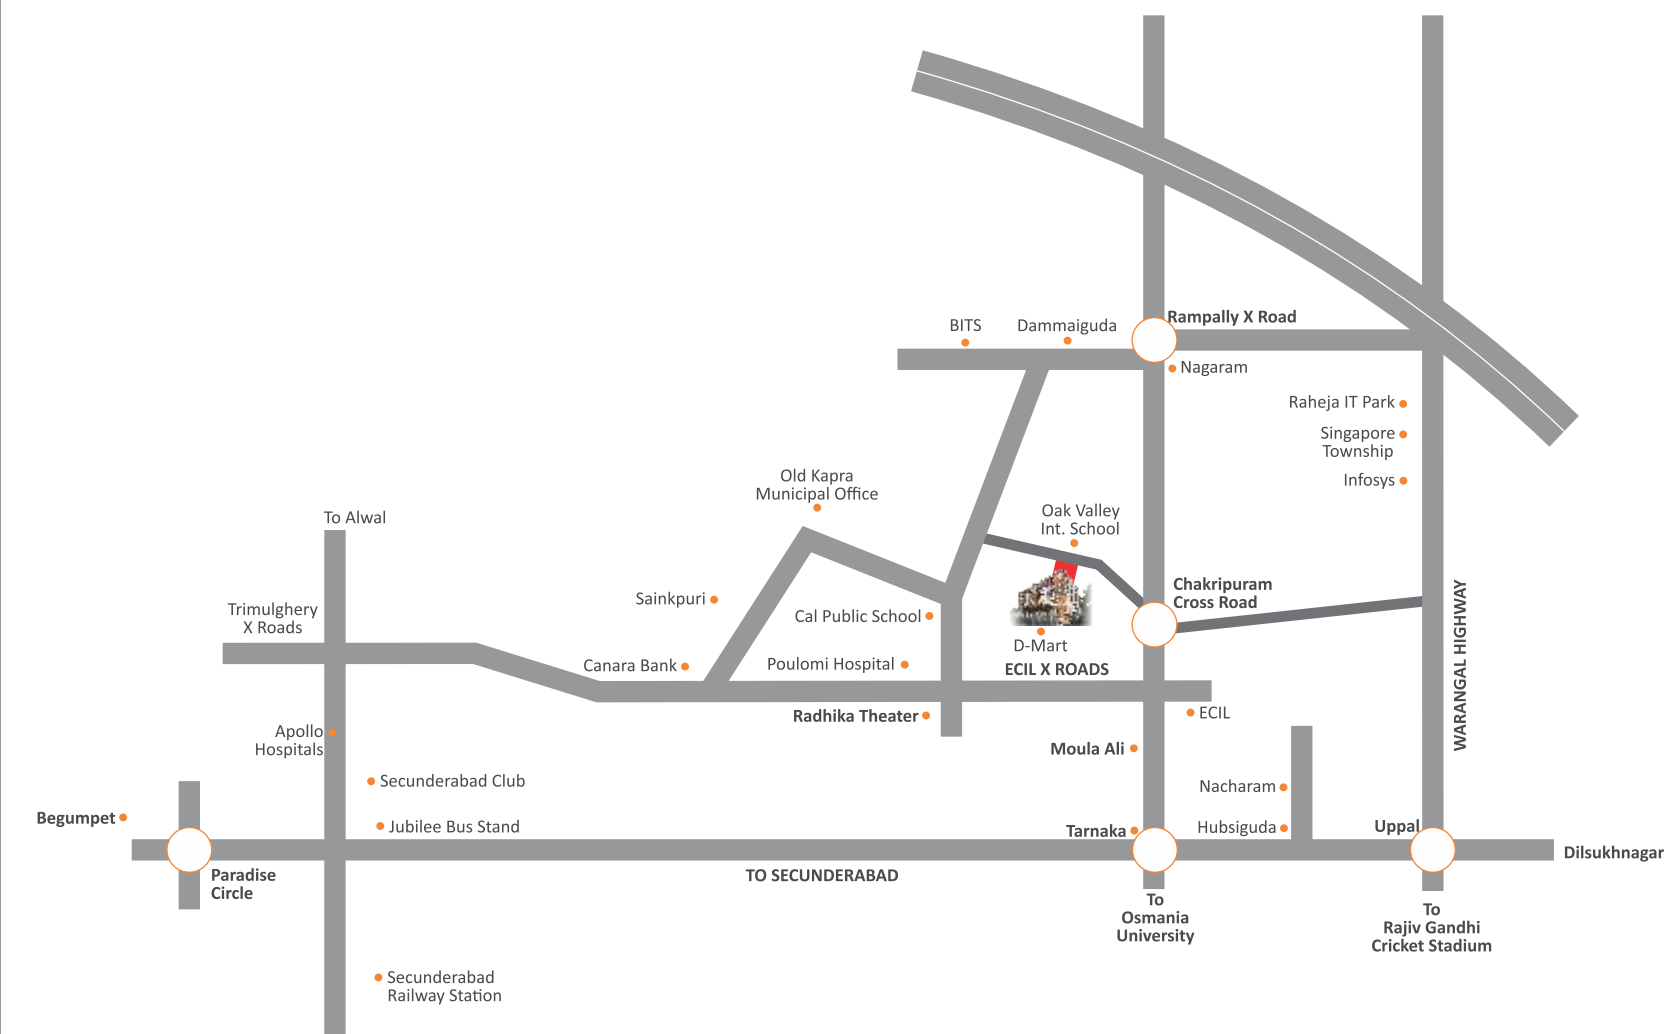 Rampally X Road
BITS
Dammaiguda
Nagaram
Raheja IT Park
Singapore
Township
Infosys
Old Kapra
Municipal Office
Oak Valley
Int. School
To Alwal
Chakripuram
Cross Road
Sainkpuri
Trimulghery
X Roads
Cal Public School
D-Mart
Canara Bank
Poulomi Hospital
ECIL X ROADS
WARANGAL HIGHWAY
Radhika Theater
ECIL
Apollo
Hospitals
Moula Ali
Secunderabad Club
Nacharam
Begumpet
Jubilee Bus Stand
Tarnaka
Hubsiguda
Uppal
Dilsukhnagar
Paradise
Circle
TO SECUNDERABAD
To
Osmania
University
To
Rajiv Gandhi
Cricket Stadium
Secunderabad
Railway Station